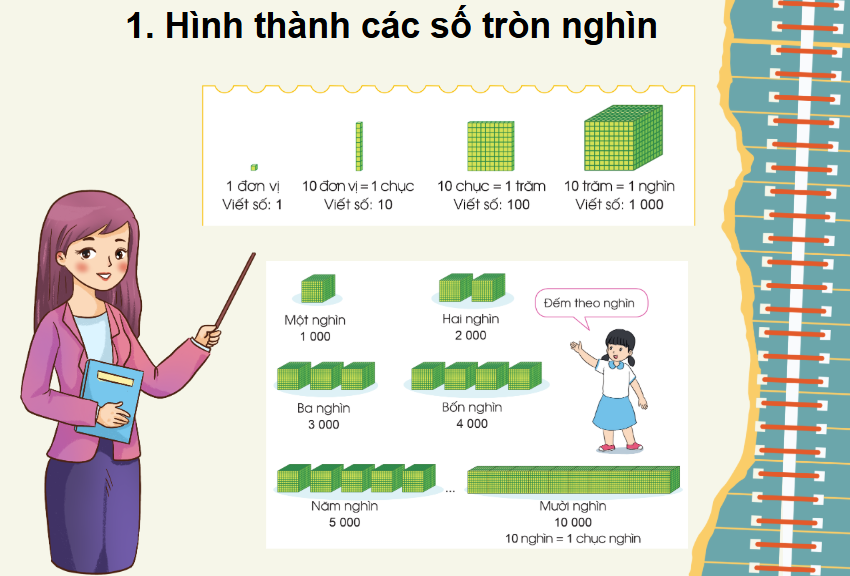 1. Hình thành các số tròn nghìn
1 đơn vị
Viết số: 1
10 đơn vị = 1 chục
Viết số: 10
10 chục = 1 trăm
Viết số: 100
10 trăm = 1 nghìn
Viết số: 1 000
Một nghìn
1 000
Hai nghìn
2 000
Đếm theo nghìn
Ba nghìn
3 000
Bốn nghìn
4 000
Năm nghìn
5 000
...
Mười nghìn
10 000
10 nghìn = 1 chục nghìn